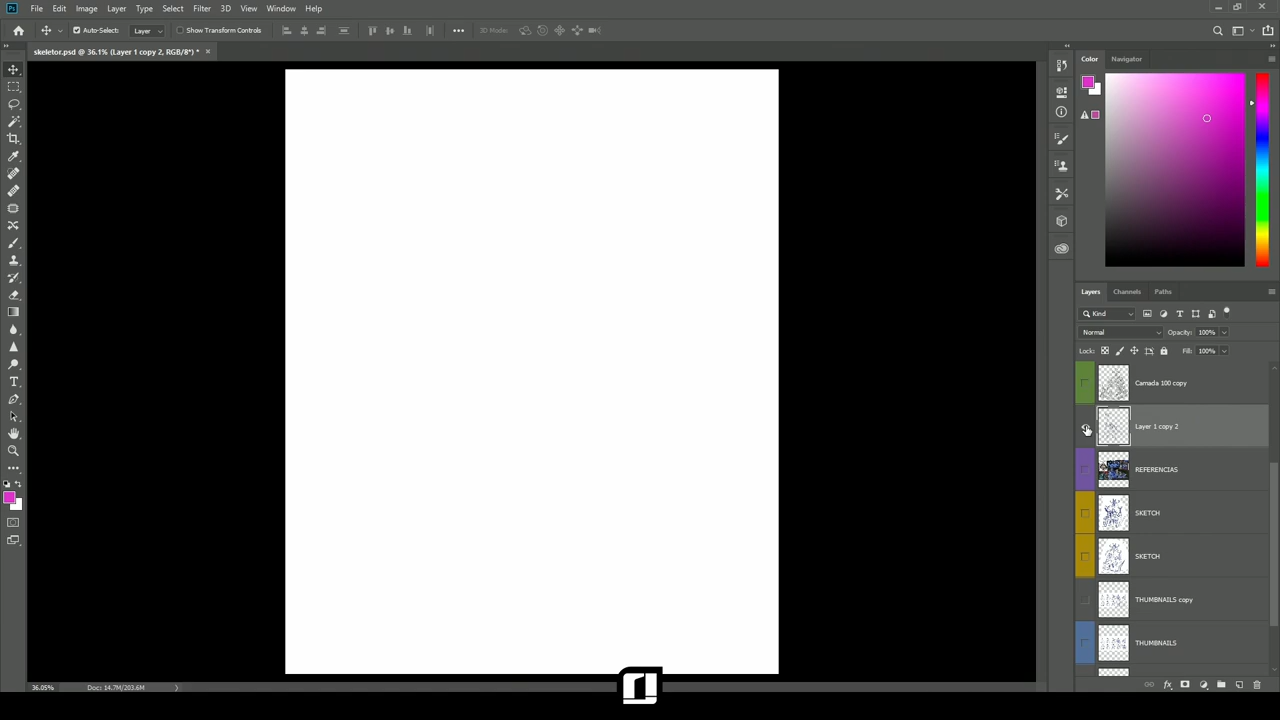 Ps File Edit Image Layer Type Select Filter 3D View Window Help
Auto-Select: Layer Show Transform Controls 3D Mode:
skeletor.psd @ 36.1% (Layer 1 copy 2, RGB/8*) *
Color Navigator
Layers Channels Paths
Kind
Normal Opacity: 100%
Lock: Fill: 100%
Camada 100 copy
Layer 1 copy 2
REFERENCIAS
SKETCH
SKETCH
THUMBNAILS copy
THUMBNAILS
36.05% Doc: 14.7M/203.6M